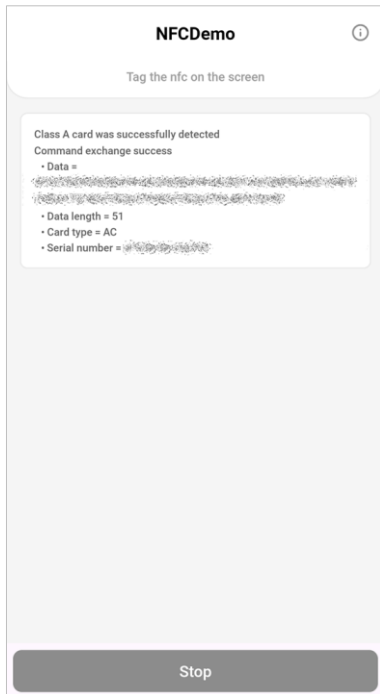 NFCDemo
Tag the nfc on the screen
Class A card was successfully detected
Command exchange success
• Data =
• Data length = 51
• Card type = AC
• Serial number =
Stop